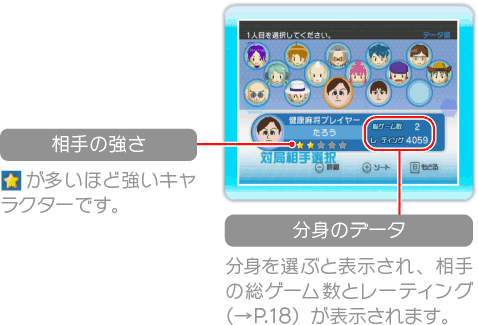 1人目を選択してください。
データ順
健康麻将プレイヤー
たろう
総ゲーム数 2
レーティング 4059
対局相手選択
⊖ 詳細 ⊕ ソート B もどる
相手の強さ
★が多いほど強いキャ
ラクターです。
分身のデータ
分身を選ぶと表示され、相手
の総ゲーム数とレーティング
（→P.18）が表示されます。